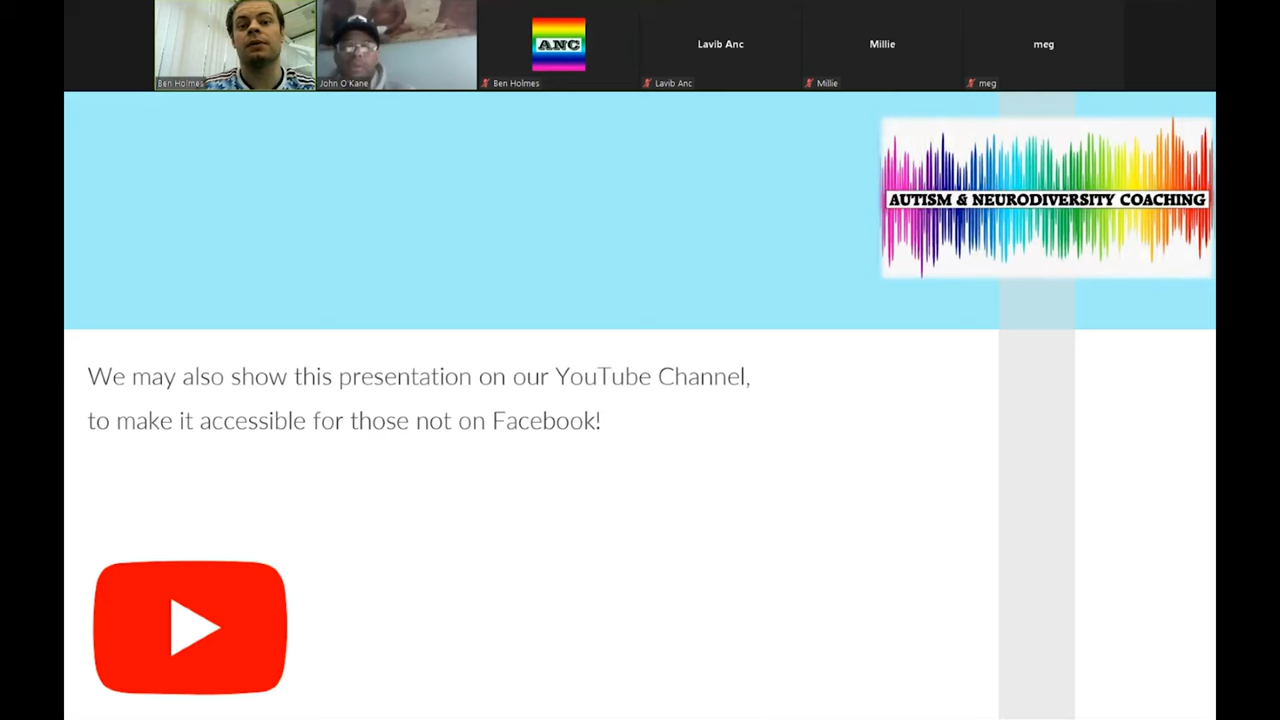 ANC
Lavib Anc
Millie
meg
Ben Holmes
John O'Kane
Ben Holmes
Lavib Anc
Millie
meg
AUTISM & NEURODIVERSITY COACHING
We may also show this presentation on our YouTube Channel,
to make it accessible for those not on Facebook!